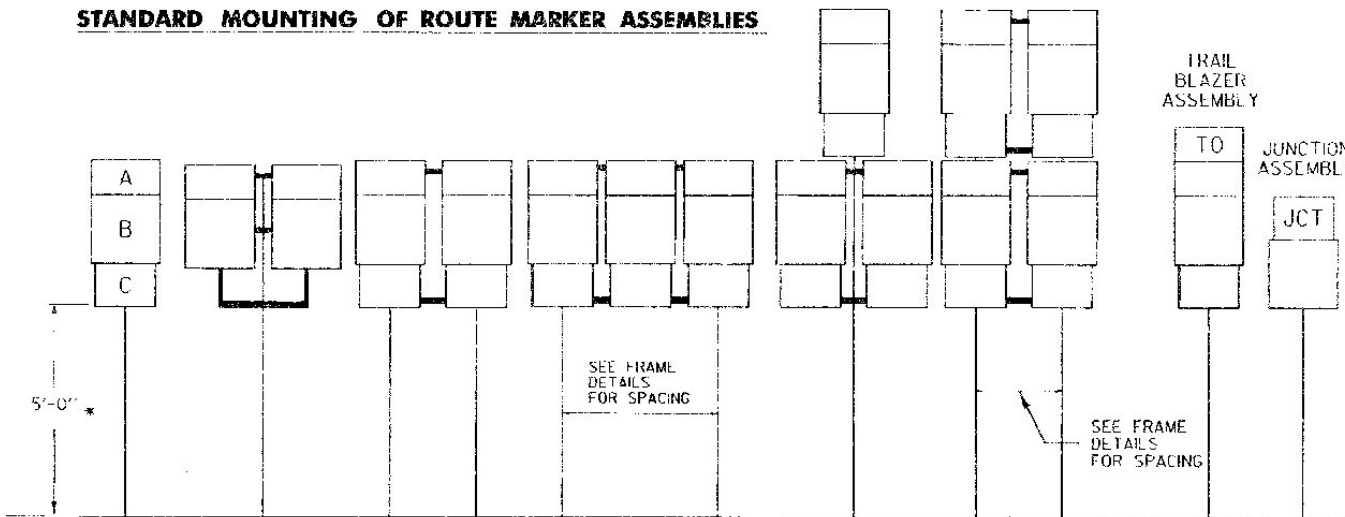 STANDARD MOUNTING OF ROUTE MARKER ASSEMBLIES
TRAIL
BLAZER
ASSEMBLY
TO
JUNCTION
ASSEMBL
JCT
A
B
C
5'-0" *
SEE FRAME
DETAILS
FOR SPACING
SEE FRAME
DETAILS
FOR SPACING